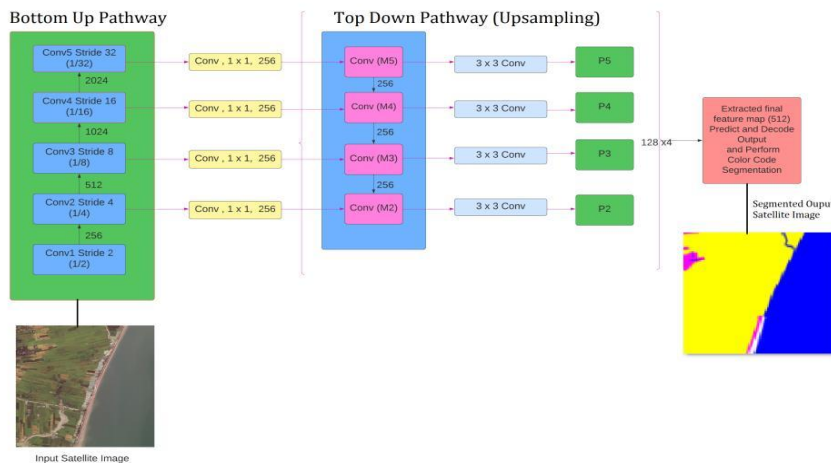 Bottom Up Pathway
Top Down Pathway (Upsampling)
Conv5 Stride 32
(1/32)
2024
Conv4 Stride 16
(1/16)
1024
Conv3 Stride 8
(1/8)
512
Conv2 Stride 4
(1/4)
256
Conv1 Stride 2
(1/2)
Conv , 1 x 1, 256
Conv , 1 x 1, 256
Conv , 1 x 1, 256
Conv , 1 x 1, 256
Conv (M5)
256
Conv (M4)
256
Conv (M3)
256
Conv (M2)
3 x 3 Conv
3 x 3 Conv
3 x 3 Conv
3 x 3 Conv
P5
P4
P3
P2
128 x4
Extracted final
feature map (512)
Predict and Decode
Output
and Perform
Color Code
Segmentation
Segmented Oupu
Satellite Image
Input Satellite Image